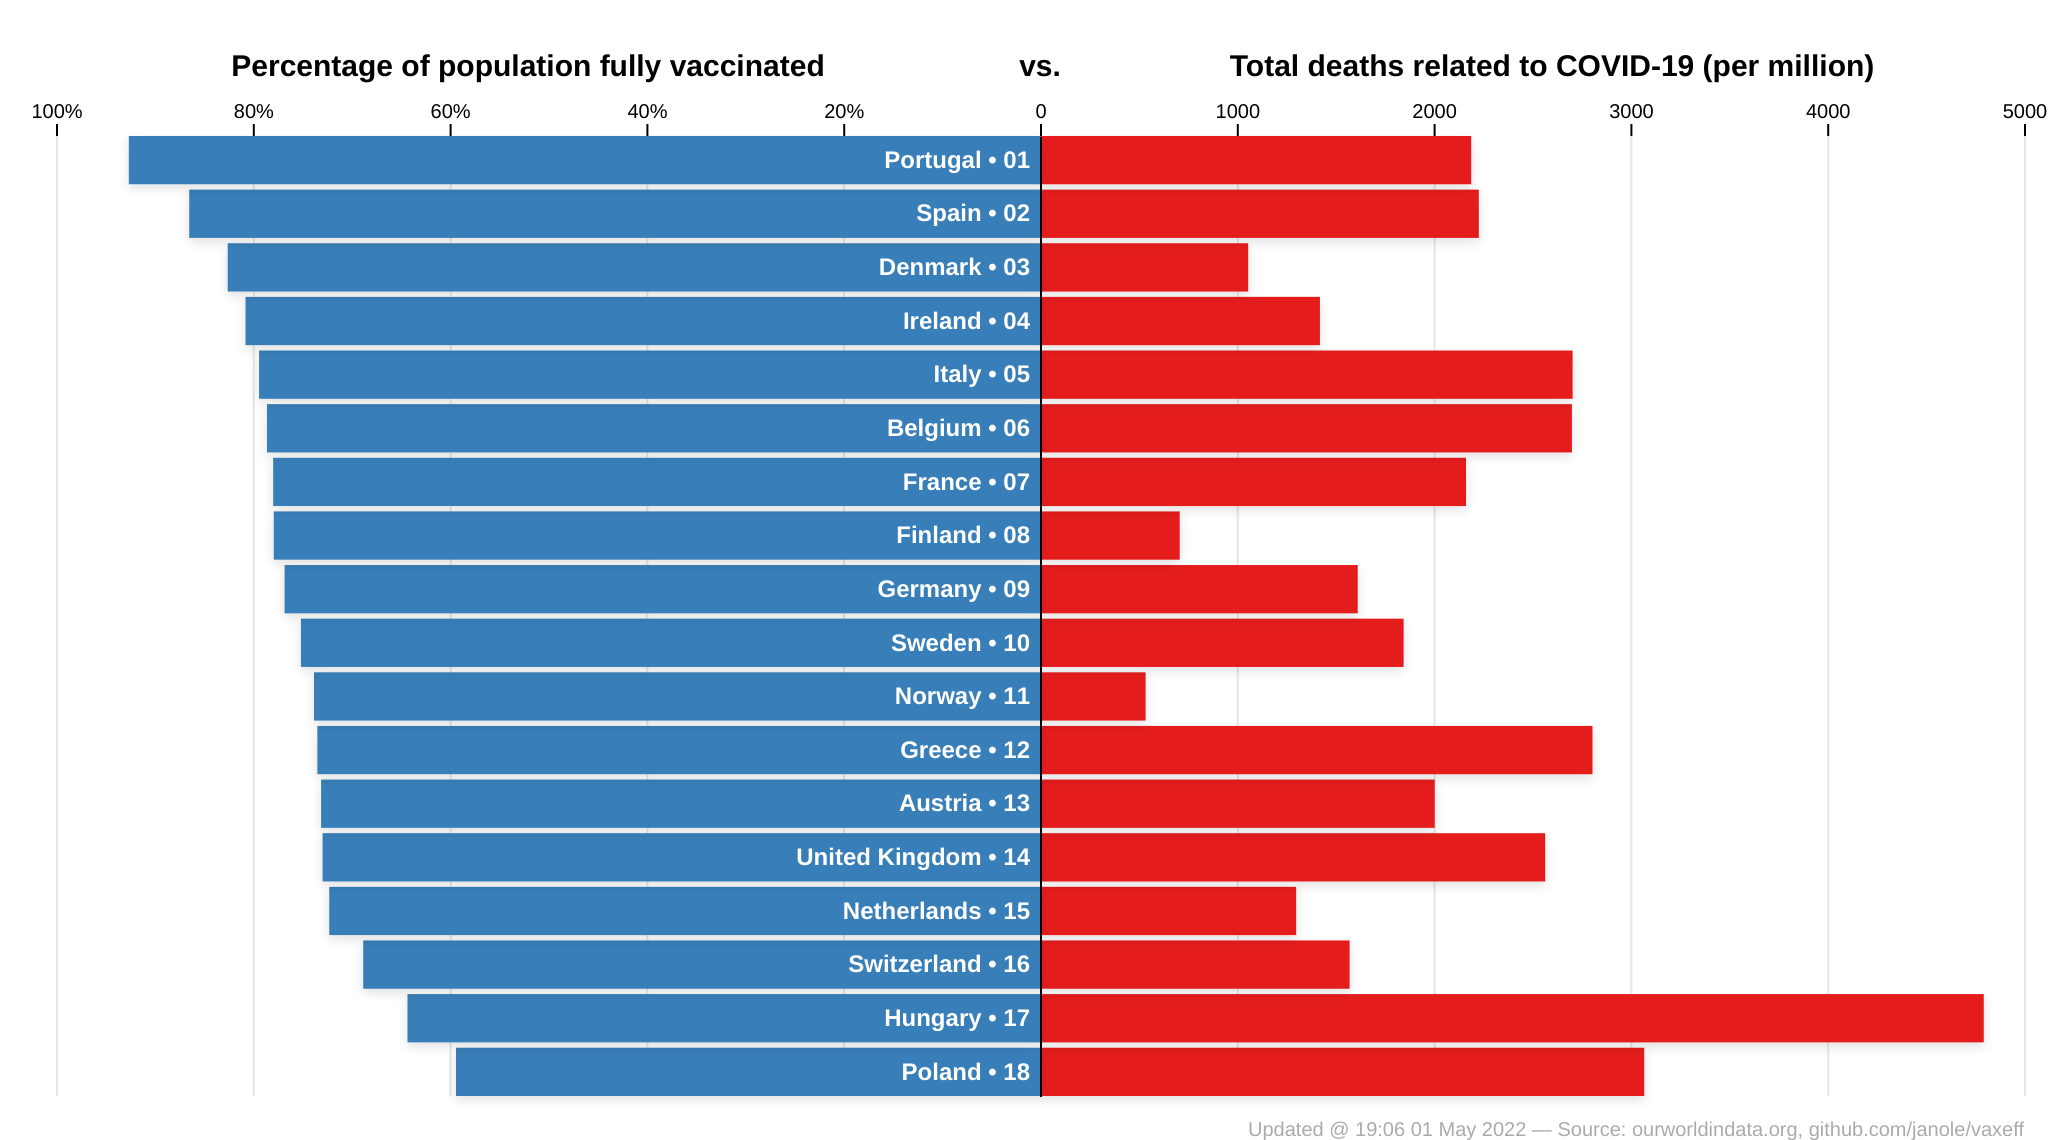 Percentage of population fully vaccinated vs. Total deaths related to COVID-19 (per million)
100% 80% 60% 40% 20% 0 1000 2000 3000 4000 5000
Portugal • 01
Spain • 02
Denmark • 03
Ireland • 04
Italy • 05
Belgium • 06
France • 07
Finland • 08
Germany • 09
Sweden • 10
Norway • 11
Greece • 12
Austria • 13
United Kingdom • 14
Netherlands • 15
Switzerland • 16
Hungary • 17
Poland • 18
Updated @ 19:06 01 May 2022 — Source: ourworldindata.org, github.com/janole/vaxeff